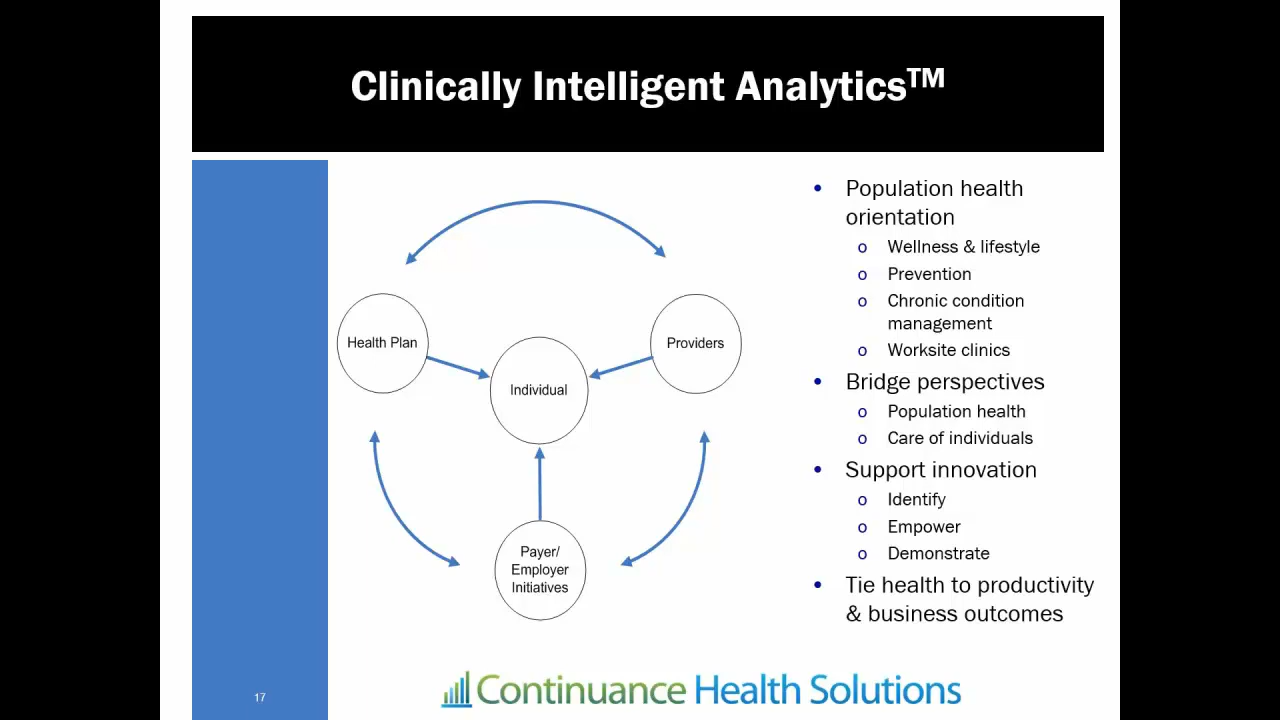 Clinically Intelligent Analytics™
Health Plan
Providers
Individual
Payer/
Employer
Initiatives
• Population health
orientation
o Wellness & lifestyle
o Prevention
o Chronic condition
management
o Worksite clinics
• Bridge perspectives
o Population health
o Care of individuals
• Support innovation
o Identify
o Empower
o Demonstrate
• Tie health to productivity
& business outcomes
17
Continuance Health Solutions